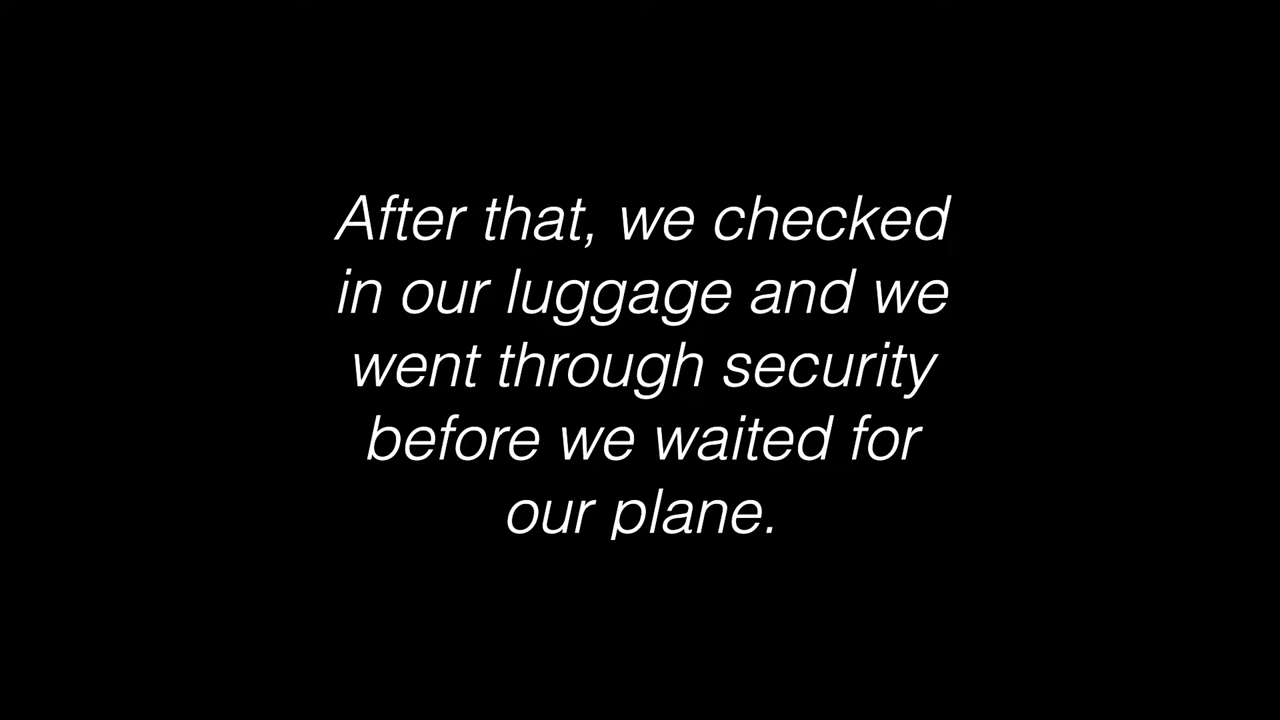 After that, we checked
in our luggage and we
went through security
before we waited for
our plane.